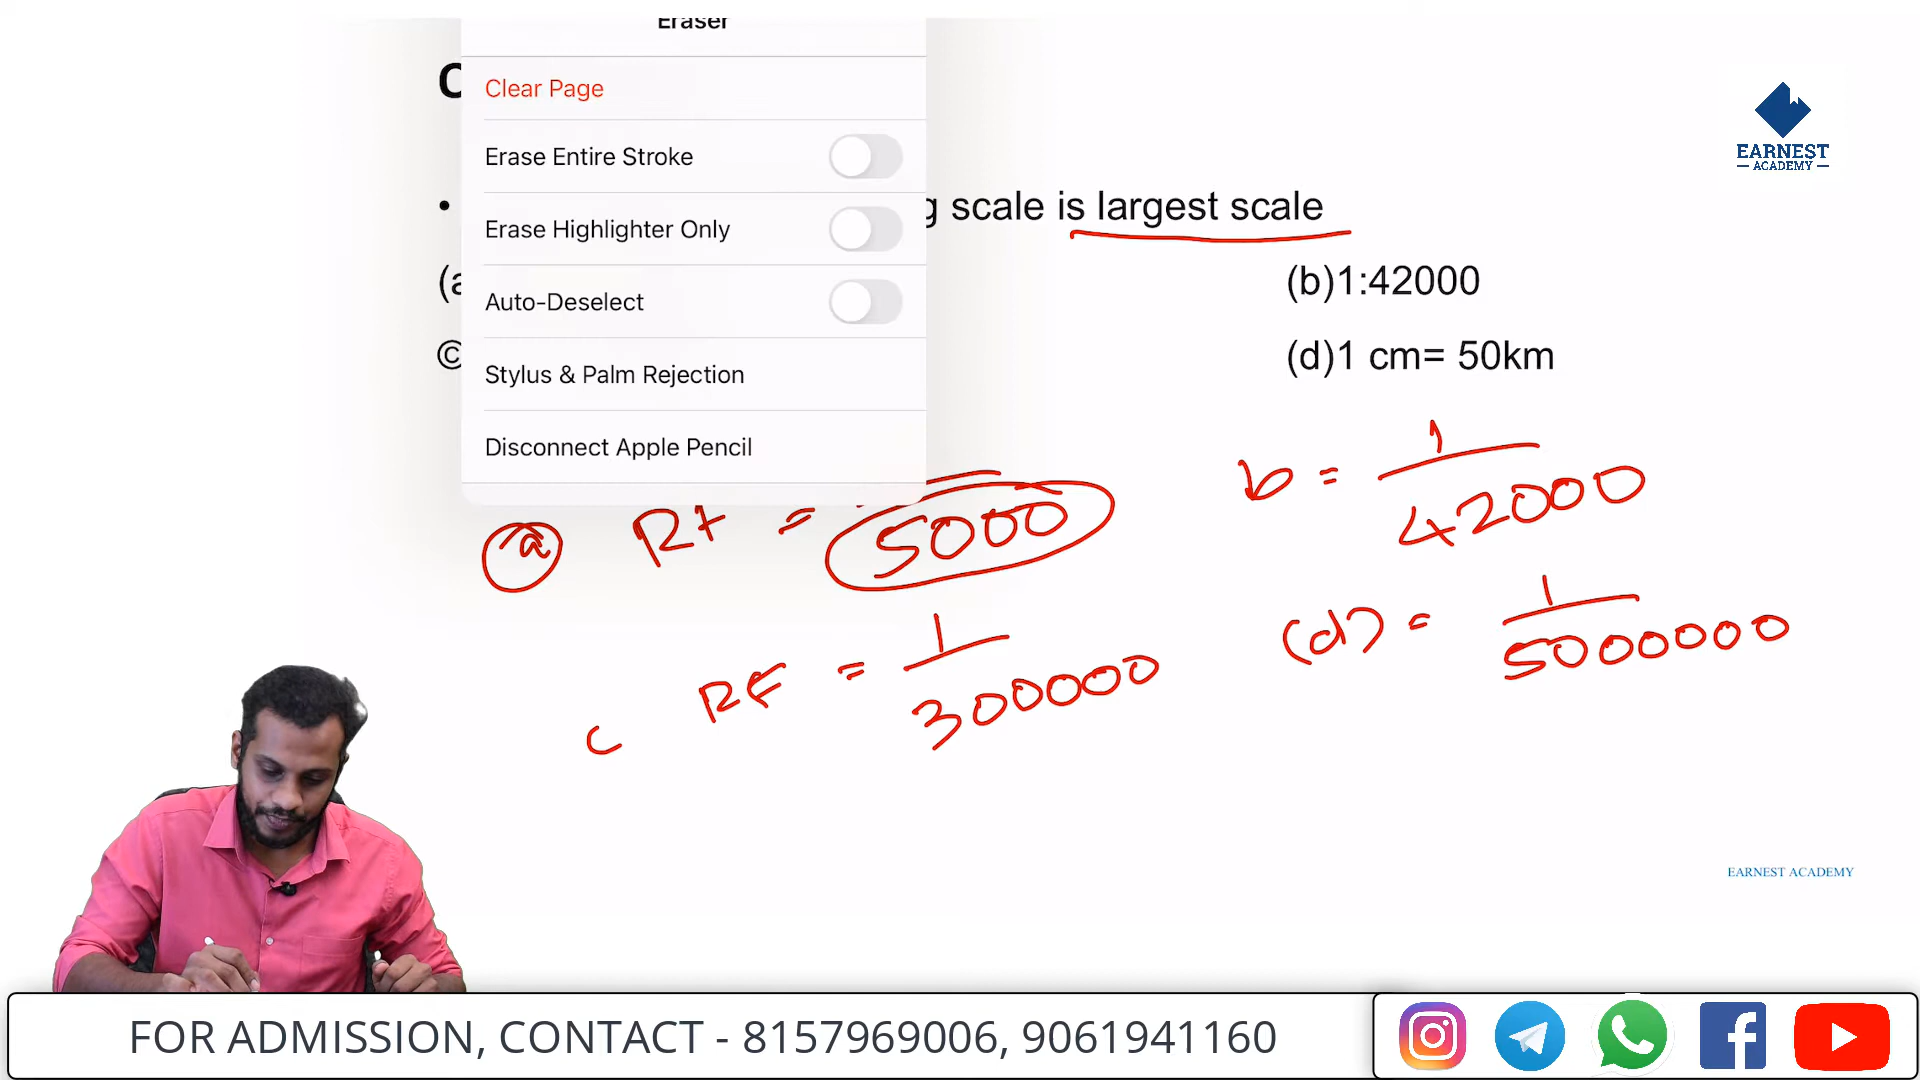 Eraser
Clear Page
Erase Entire Stroke
Erase Highlighter Only
Auto-Deselect
Stylus & Palm Rejection
Disconnect Apple Pencil
EARNEST
ACADEMY
• g scale is largest scale
(a
(b)1:42000
©
(d)1 cm= 50km
b = 1/42000
a RF = 5000
(d) = 1/5000000
c RF = 1/300000
EARNEST ACADEMY
FOR ADMISSION, CONTACT - 8157969006, 9061941160